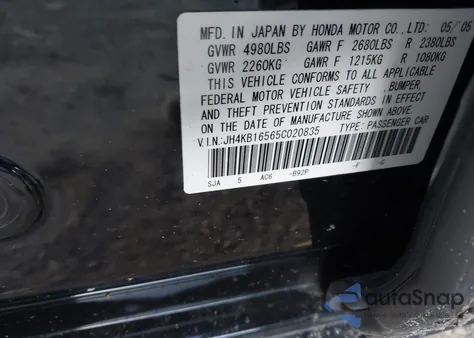 MFD. IN JAPAN BY HONDA MOTOR CO., LTD. 05/'05
GVWR 4980LBS GAWR F 2680LBS R 2380LBS
GVWR 2260KG GAWR F 1215KG R 1080KG
THIS VEHICLE CONFORMS TO ALL APPLICABLE
FEDERAL MOTOR VEHICLE SAFETY, BUMPER,
AND THEFT PREVENTION STANDARDS IN EFFECT
ON THE DATE OF MANUFACTURE SHOWN ABOVE.
V.I.N.:JH4KB16565C020835 TYPE: PASSENGER CAR
SJA 5 AC6 -B92P
autoSnap